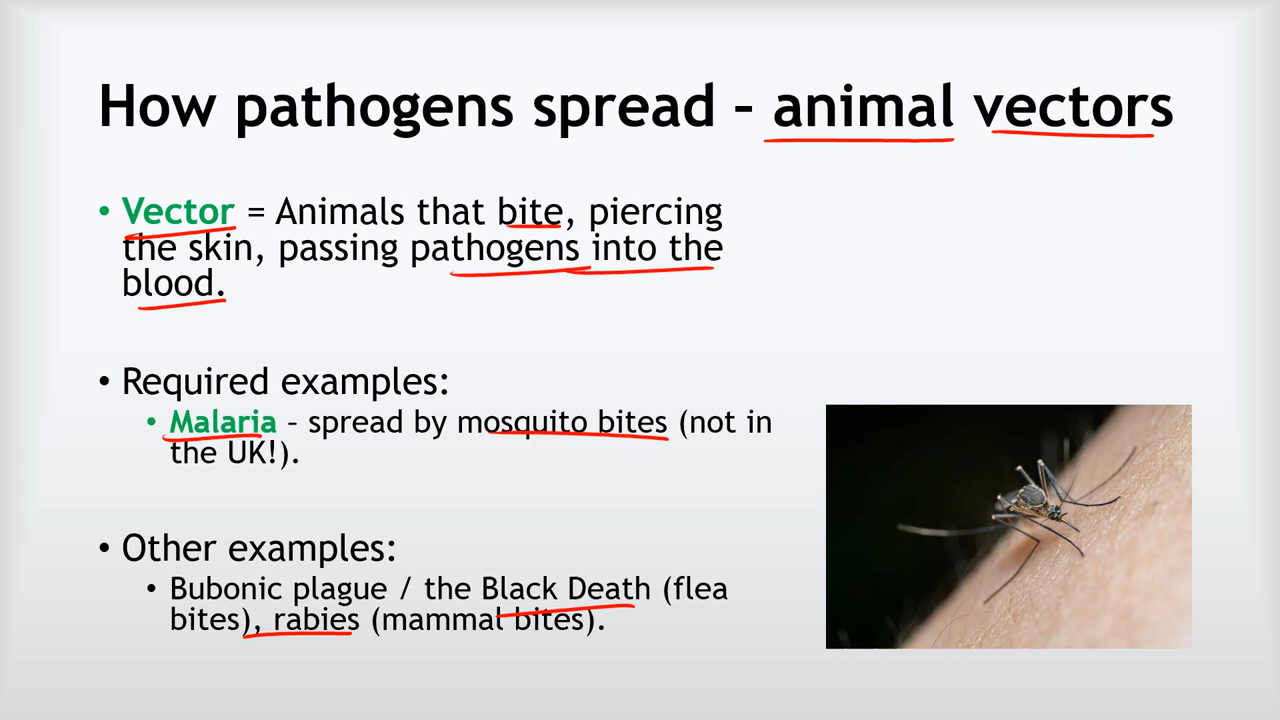 How pathogens spread – animal vectors
• Vector = Animals that bite, piercing
the skin, passing pathogens into the
blood.
• Required examples:
• Malaria – spread by mosquito bites (not in
the UK!).
• Other examples:
• Bubonic plague / the Black Death (flea
bites), rabies (mammal bites).